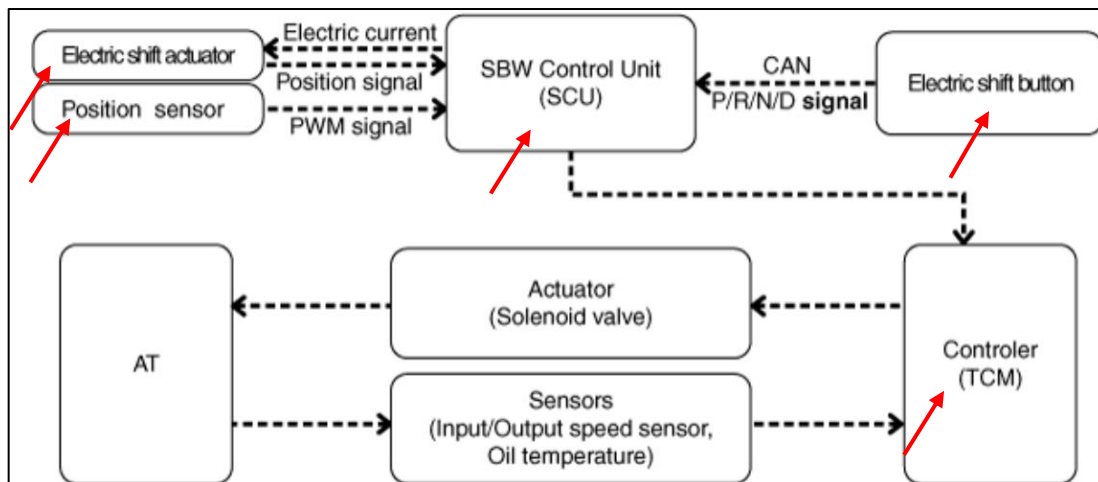 Electric shift actuator
Position sensor
Electric current
Position signal
PWM signal
SBW Control Unit
(SCU)
CAN
P/R/N/D signal
Electric shift button
AT
Actuator
(Solenoid valve)
Sensors
(Input/Output speed sensor,
Oil temperature)
Controler
(TCM)